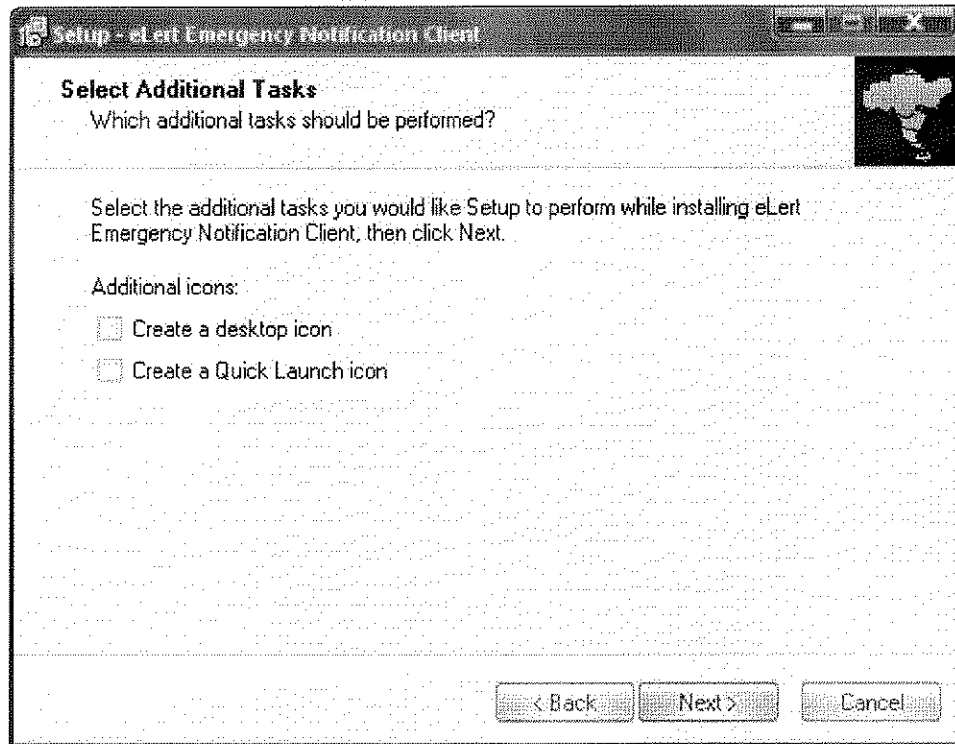 Setup - eLert Emergency Notification Client
Select Additional Tasks
Which additional tasks should be performed?
Select the additional tasks you would like Setup to perform while installing eLert
Emergency Notification Client, then click Next.
Additional icons:
Create a desktop icon
Create a Quick Launch icon
< Back Next > Cancel